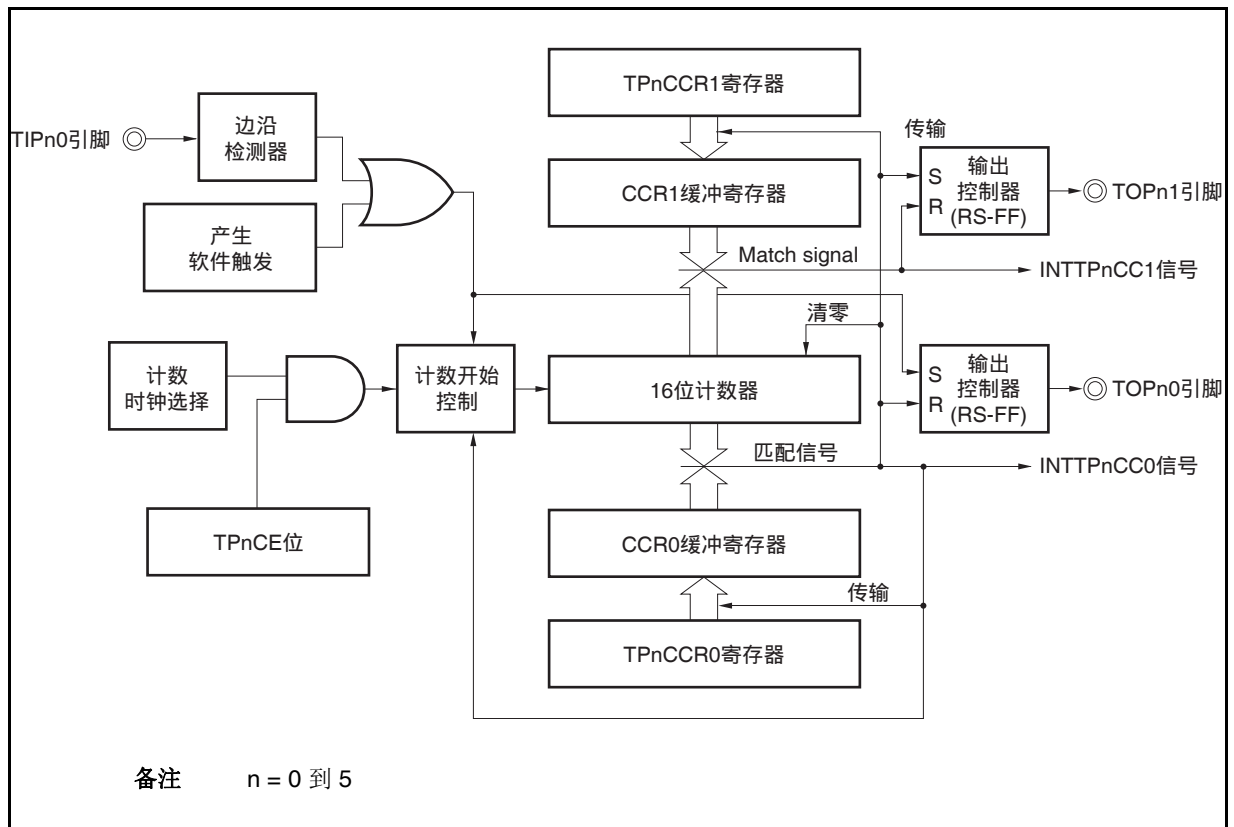 TPnCCR1寄存器
TIPn0引脚
边沿
检测器
传输
CCR1缓冲寄存器
S
R
输出
控制器
(RS-FF)
TOPn1引脚
产生
软件触发
Match signal
INTTPnCC1信号
清零
计数
时钟选择
计数开始
控制
16位计数器
S
R
输出
控制器
(RS-FF)
TOPn0引脚
匹配信号
INTTPnCC0信号
TPnCE位
CCR0缓冲寄存器
传输
TPnCCR0寄存器
备注 n = 0 到 5